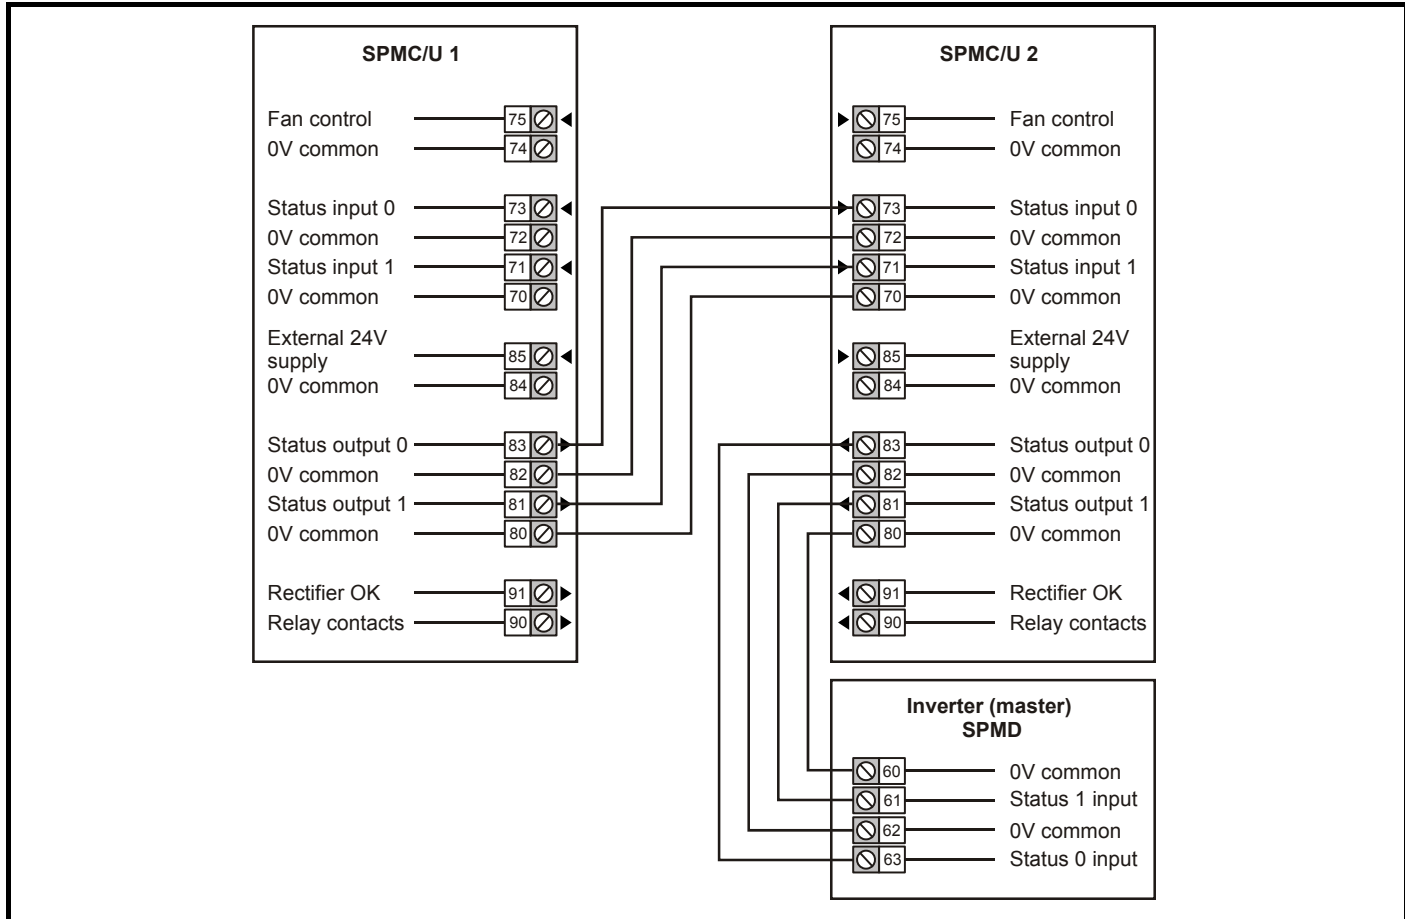 SPMC/U 1
Fan control 75
0V common 74
Status input 0 73
0V common 72
Status input 1 71
0V common 70
External 24V
supply 85
0V common 84
Status output 0 83
0V common 82
Status output 1 81
0V common 80
Rectifier OK 91
Relay contacts 90
SPMC/U 2
75 Fan control
74 0V common
73 Status input 0
72 0V common
71 Status input 1
70 0V common
External 24V
85 supply
84 0V common
83 Status output 0
82 0V common
81 Status output 1
80 0V common
91 Rectifier OK
90 Relay contacts
Inverter (master)
SPMD
60 0V common
61 Status 1 input
62 0V common
63 Status 0 input